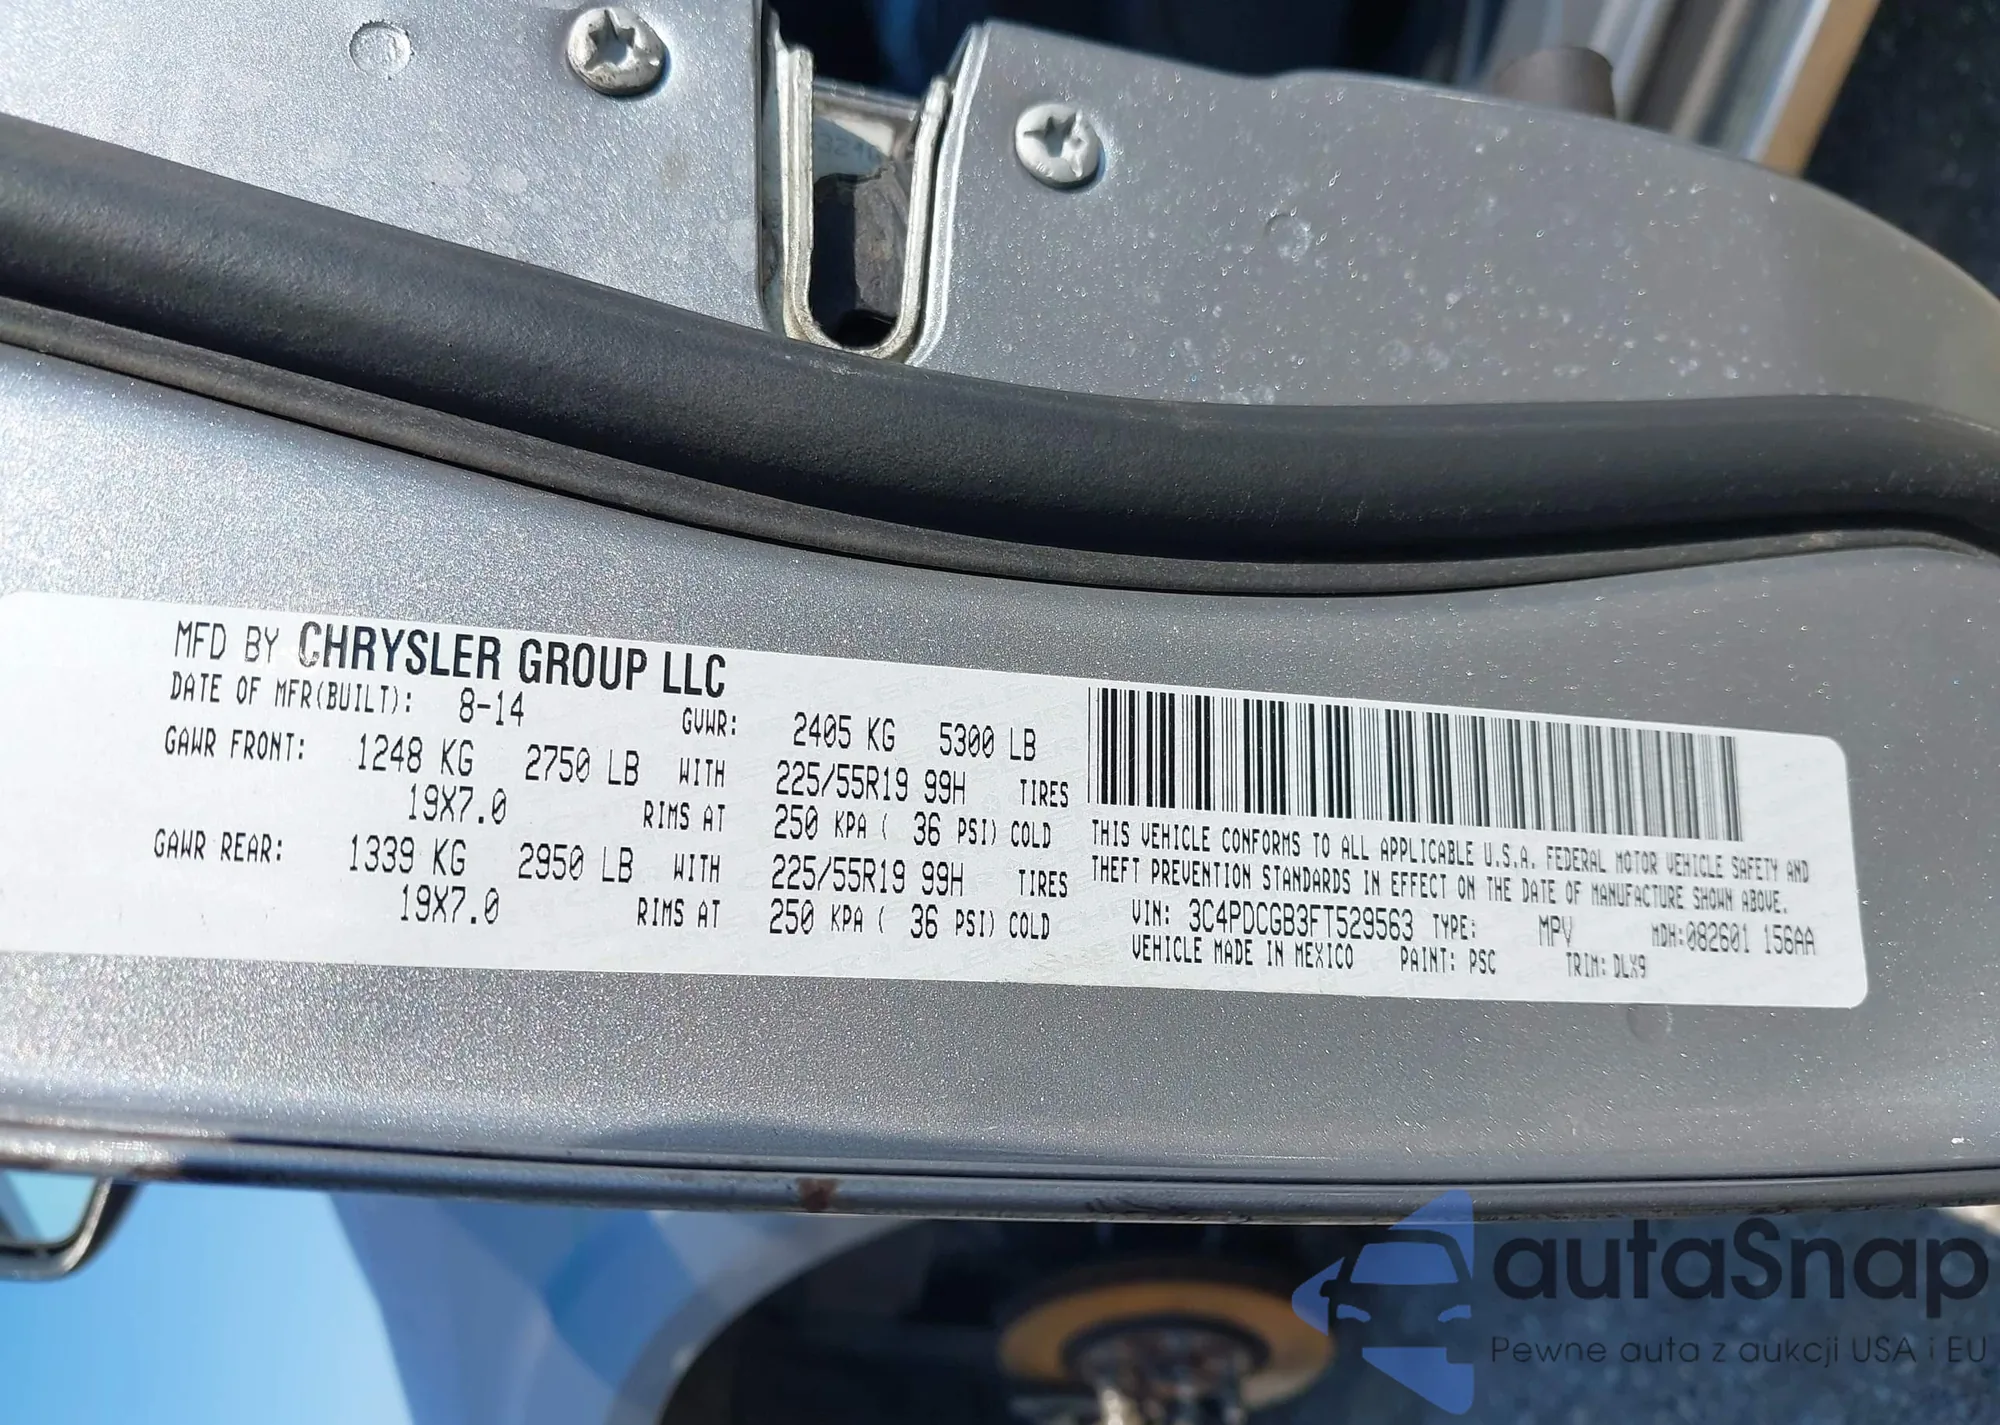 MFD BY CHRYSLER GROUP LLC
DATE OF MFR(BUILT): 8-14 GVWR: 2405 KG 5300 LB
GAWR FRONT: 1248 KG 2750 LB WITH 225/55R19 99H TIRES
19X7.0 RIMS AT 250 KPA ( 36 PSI) COLD
GAWR REAR: 1339 KG 2950 LB WITH 225/55R19 99H TIRES
19X7.0 RIMS AT 250 KPA ( 36 PSI) COLD
THIS VEHICLE CONFORMS TO ALL APPLICABLE U.S.A. FEDERAL MOTOR VEHICLE SAFETY AND
THEFT PREVENTION STANDARDS IN EFFECT ON THE DATE OF MANUFACTURE SHOWN ABOVE.
VIN: 3C4PDCGB3FT529563 TYPE: MPV MDH:082601 156AA
VEHICLE MADE IN MEXICO PAINT: PSC TRIM: DLX9
autaSnap
Pewne auta z aukcji USA i EU